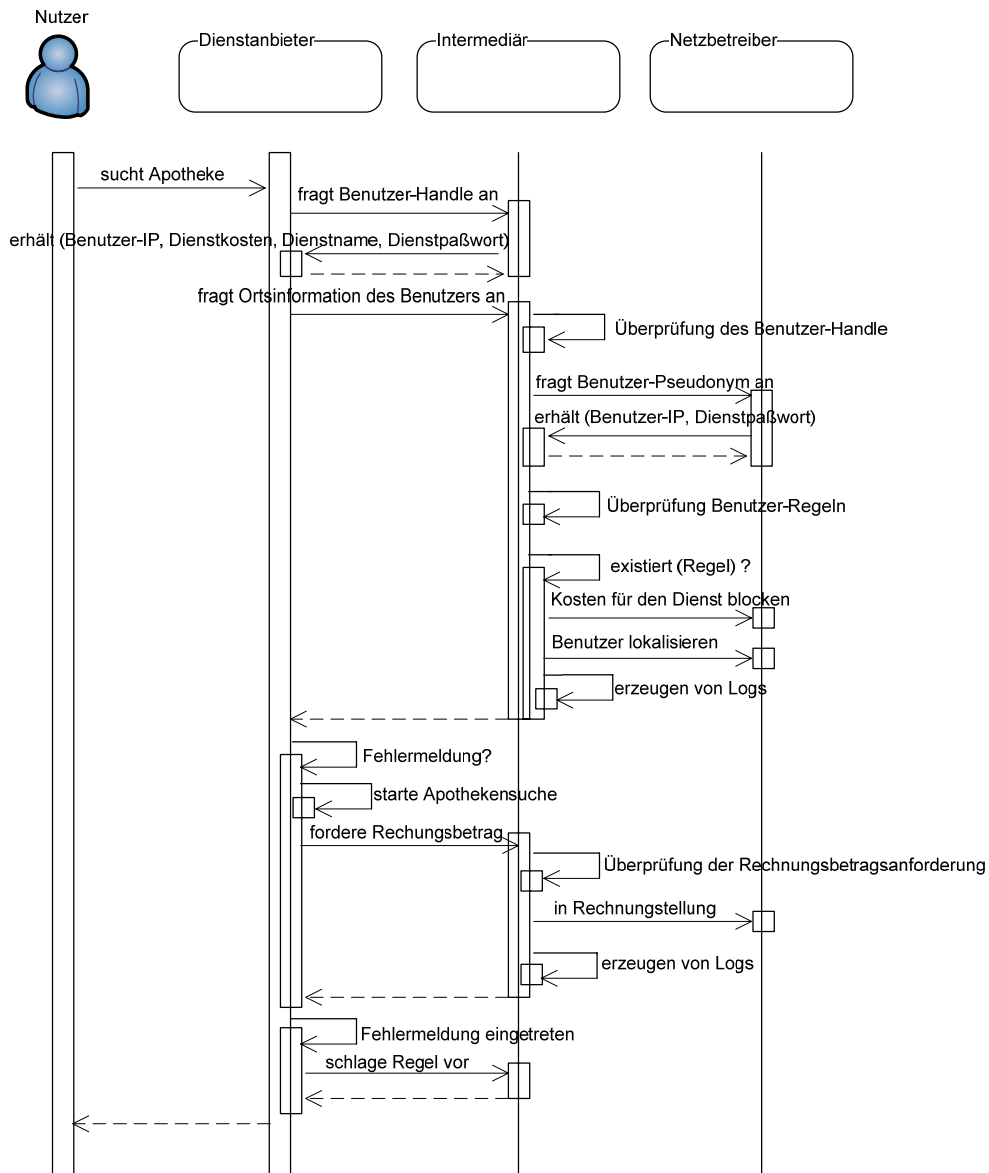 Nutzer
Dienstanbieter
Intermediär
Netzbetreiber
sucht Apotheke
fragt Benutzer-Handle an
erhält (Benutzer-IP, Dienstkosten, Dienstname, Dienstpaßwort)
fragt Ortsinformation des Benutzers an
Überprüfung des Benutzer-Handle
fragt Benutzer-Pseudonym an
erhält (Benutzer-IP, Dienstpaßwort)
Überprüfung Benutzer-Regeln
existiert (Regel) ?
Kosten für den Dienst blocken
Benutzer lokalisieren
erzeugen von Logs
Fehlermeldung?
starte Apothekensuche
fordere Rechungsbetrag
Überprüfung der Rechnungsbetragsanforderung
in Rechnungstellung
erzeugen von Logs
Fehlermeldung eingetreten
schlage Regel vor